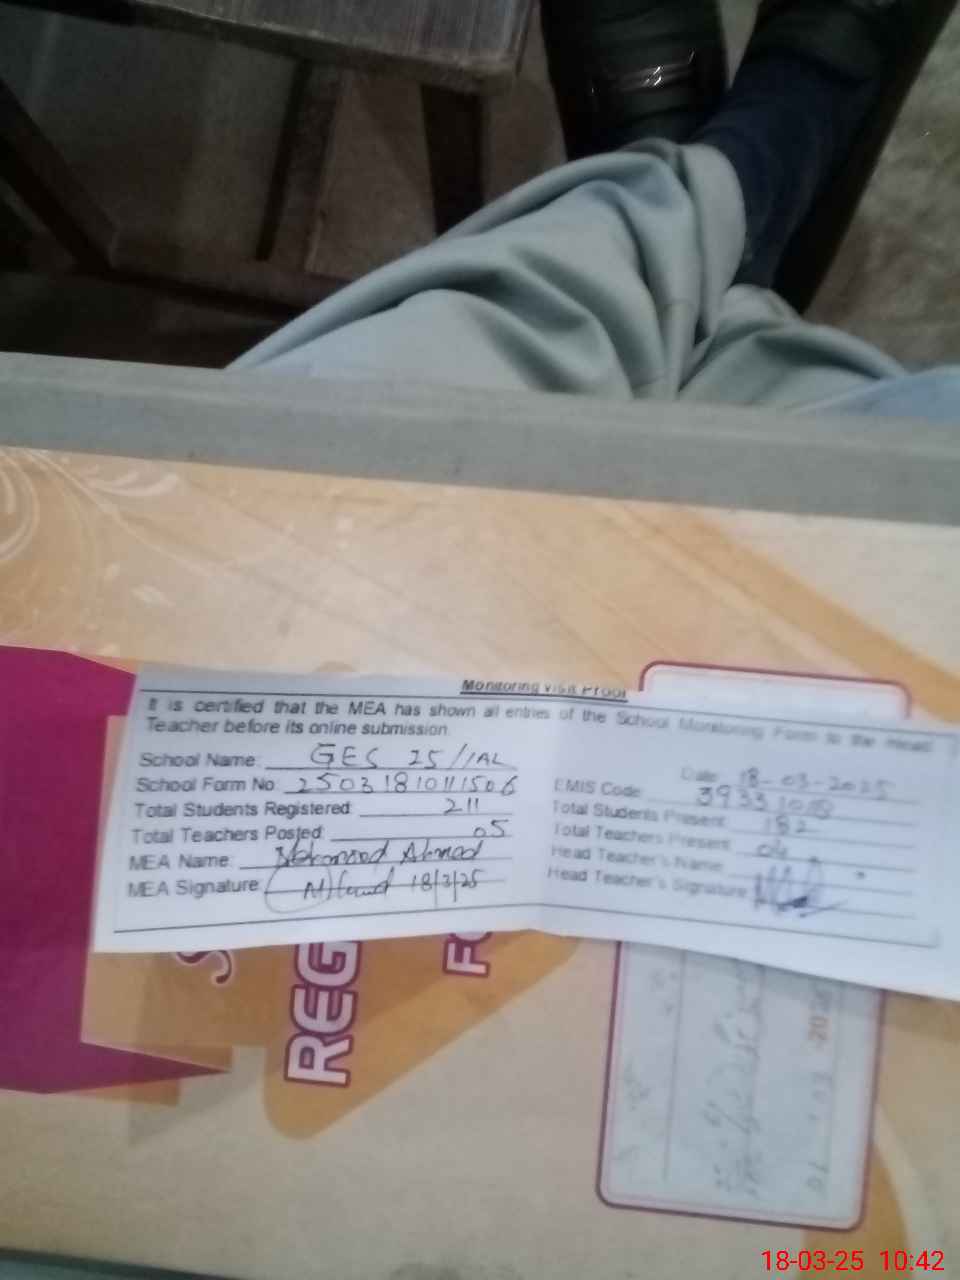 Monitoring Visit Proof
It is certified that the MEA has shown all entries of the School Monitoring Form to the Head
Teacher before its online submission.
Date: 18-03-2025
School Name: GES 25/1AL
School Form No: 25031810111506
EMIS Code: 39331018
Total Students Registered: 211
Total Students Present: 182
Total Teachers Posted: 05
Total Teachers Present: 04
MEA Name: Ahmad
Head Teacher's Name:
MEA Signature: 18/3/25
Head Teacher's Signature:
REG
18-03-25 10:42